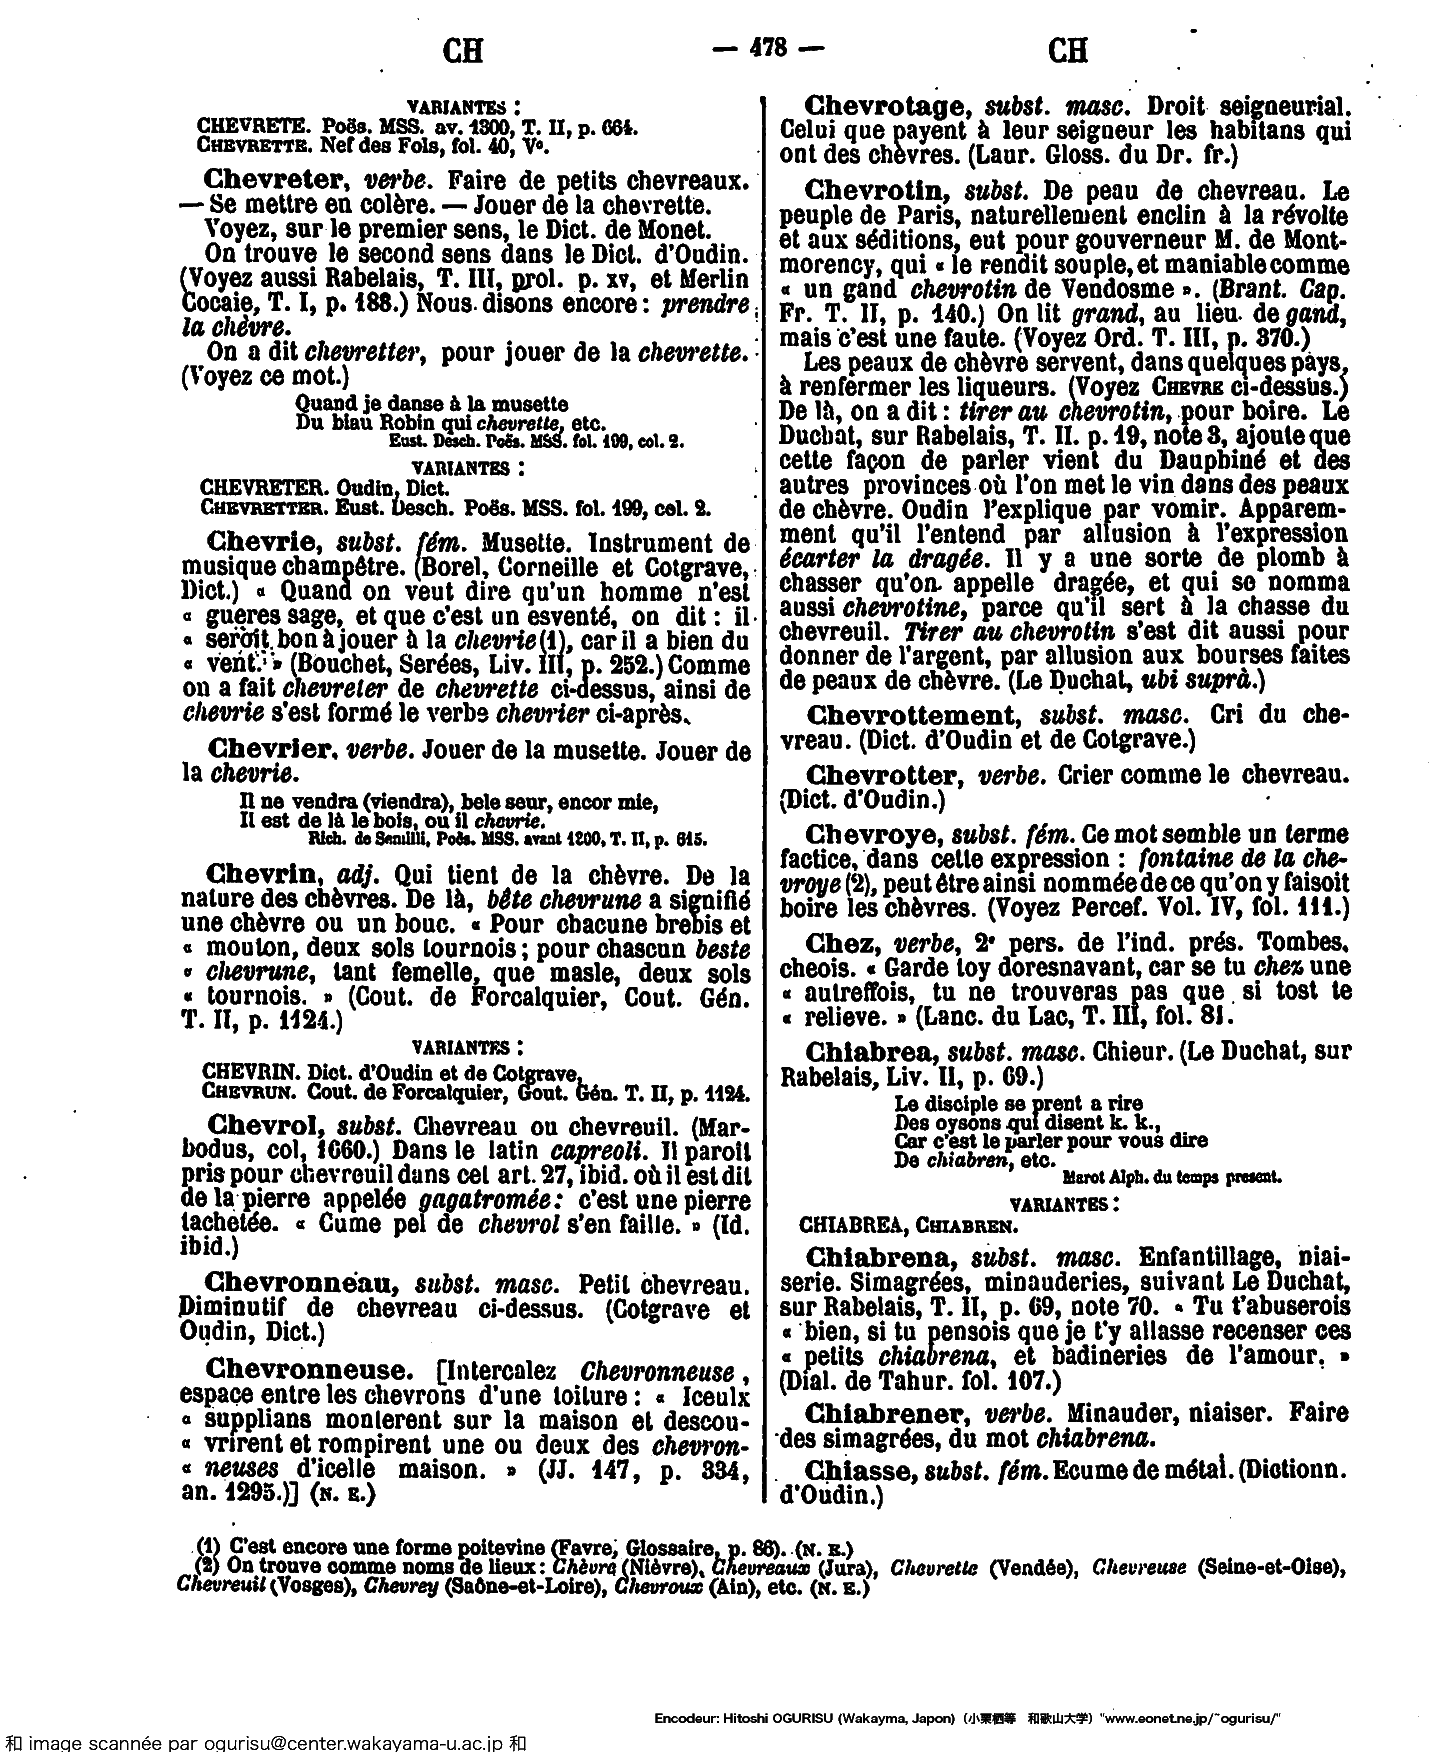 CH
— 478 —
CH
VARIANTES :
CHEVRETE. Poës. MSS. av. 1300, T. II, p. 664.
CHEVRETTE. Nef des Fols, fol. 40, Vº.
Chevreter, verbe. Faire de petits chevreaux.
— Se mettre en colère. — Jouer de la chevrette.
Voyez, sur le premier sens, le Dict. de Monet.
On trouve le second sens dans le Dict. d'Oudin.
(Voyez aussi Rabelais, T. III, prol. p. xv, et Merlin
Cocaie, T. I, p. 188.) Nous disons encore : prendre
la chèvre.
On a dit chevretter, pour jouer de la chevrette.
(Voyez ce mot.)
Quand je danse à la musette
Du biau Robin qui chevrette, etc.
Eust. Desch. Poës. MSS. fol. 199, col. 2.
VARIANTES :
CHEVRETER. Oudin, Dict.
CHEVRETTER. Eust. Desch. Poës. MSS. fol. 199, col. 2.
Chevrie, subst. fém. Musette. Instrument de
musique champêtre. (Borel, Corneille et Cotgrave,
Dict.) « Quand on veut dire qu'un homme n'est
« gueres sage, et que c'est un esventé, on dit : il
« seroit bon à jouer à la chevrie (1), car il a bien du
« vent. » (Bouchet, Serées, Liv. III, p. 252.) Comme
on a fait chevreter de chevrette ci-dessus, ainsi de
chevrie s'est formé le verbe chevrier ci-après.
Chevrier, verbe. Jouer de la musette. Jouer de
la chevrie.
Il ne vendra (viendra), bele seur, encor mie,
Il est de là le bois, ou il chevrie.
Rich. de Semilli, Poës. MSS. avant 1300, T. II, p. 615.
Chevrin, adj. Qui tient de la chèvre. De la
nature des chèvres. De là, bête chevrune a signifié
une chèvre ou un bouc. « Pour chacune brebis et
« mouton, deux sols tournois ; pour chascun beste
« chevrune, tant femelle, que masle, deux sols
« tournois. » (Cout. de Forcalquier, Cout. Gén.
T. II, p. 1124.)
VARIANTES :
CHEVRIN. Dict. d'Oudin et de Cotgrave,
CHEVRUN. Cout. de Forcalquier, Gout. Gén. T. II, p. 1124.
Chevrol, subst. Chevreau ou chevreuil. (Mar-
bodus, col, 1660.) Dans le latin capreoli. Il paroit
pris pour chevreuil dans cet art. 27, ibid. où il est dit
de la pierre appelée gagatromée : c'est une pierre
tachetée. « Cume pel de chevrol s'en faille. » (Id.
ibid.)
Chevronneau, subst. masc. Petit chevreau.
Diminutif de chevreau ci-dessus. (Cotgrave et
Oudin, Dict.)
Chevronneuse. [Intercalez Chevronneuse,
espace entre les chevrons d'une toiture : « Iceulx
« supplians monterent sur la maison et descou-
« vrirent et rompirent une ou deux des chevron-
« neuses d'icelle maison. » (JJ. 147, p. 334,
an. 1295.)] (N. E.)
Chevrotage, subst. masc. Droit seigneurial.
Celui que payent à leur seigneur les habitans qui
ont des chèvres. (Laur. Gloss. du Dr. fr.)
Chevrotin, subst. De peau de chevreau. Le
peuple de Paris, naturellement enclin à la révolte
et aux séditions, eut pour gouverneur M. de Mont-
morency, qui « le rendit souple, et maniable comme
« un gand chevrotin de Vendosme ». (Brant. Cap.
Fr. T. II, p. 140.) On lit grand, au lieu de gand,
mais c'est une faute. (Voyez Ord. T. III, p. 370.)
Les peaux de chèvre servent, dans quelques pays,
à renfermer les liqueurs. (Voyez CHEVRE ci-dessus.)
De là, on a dit : tirer au chevrotin, pour boire. Le
Duchat, sur Rabelais, T. II. p. 19, note 3, ajoute que
cette façon de parler vient du Dauphiné et des
autres provinces où l'on met le vin dans des peaux
de chèvre. Oudin l'explique par vomir. Apparem-
ment qu'il l'entend par allusion à l'expression
écarter la dragée. Il y a une sorte de plomb à
chasser qu'on appelle dragée, et qui se nomma
aussi chevrotine, parce qu'il sert à la chasse du
chevreuil. Tirer au chevrotin s'est dit aussi pour
donner de l'argent, par allusion aux bourses faites
de peaux de chèvre. (Le Duchat, ubi suprà.)
Chevrottement, subst. masc. Cri du che-
vreau. (Dict. d'Oudin et de Cotgrave.)
Chevrotter, verbe. Crier comme le chevreau.
(Dict. d'Oudin.)
Chevroye, subst. fém. Ce mot semble un terme
factice, dans cette expression : fontaine de la che-
vroye (2), peut être ainsi nommée de ce qu'on y faisoit
boire les chèvres. (Voyez Percef. Vol. IV, fol. 111.)
Chez, verbe, 2e pers. de l'ind. prés. Tombes,
cheois. « Garde toy doresnavant, car se tu chez une
« autreffois, tu ne trouveras pas que si tost te
« relieve. » (Lanc. du Lac, T. III, fol. 81.
Chiabrea, subst. masc. Chieur. (Le Duchat, sur
Rabelais, Liv. II, p. 69.)
Le disciple se prent a rire
Des oysons qui disent k. k.,
Car c'est le parler pour vous dire
De chiabren, etc.
Marot Alph. du temps present.
VARIANTES :
CHIABREA, CHIABREN.
Chiabrena, subst. masc. Enfantillage, niai-
serie. Simagrées, minauderies, suivant Le Duchat,
sur Rabelais, T. II, p. 69, note 70. « Tu t'abuserois
« bien, si tu pensois que je t'y allasse recenser ces
« petits chiabrena, et badineries de l'amour. »
(Dial. de Tahur. fol. 107.)
Chiabrener, verbe. Minauder, niaiser. Faire
des simagrées, du mot chiabrena.
Chiasse, subst. fém. Ecume de métal. (Dictionn.
d'Oudin.)
(1) C'est encore une forme poitevine (Favre, Glossaire, p. 86). (N. E.)
(2) On trouve comme noms de lieux : Chèvre (Nièvre), Chevreaux (Jura), Chevrette (Vendée), Chevreuse (Seine-et-Oise),
Chevreuil (Vosges), Chevrey (Saône-et-Loire), Chevroux (Ain), etc. (N. E.)
Encodeur: Hitoshi OGURISU (Wakayma, Japon) (小栗栖等 和歌山大学) "www.eonet.ne.jp/~ogurisu/"
和 image scannée par ogurisu@center.wakayama-u.ac.jp 和